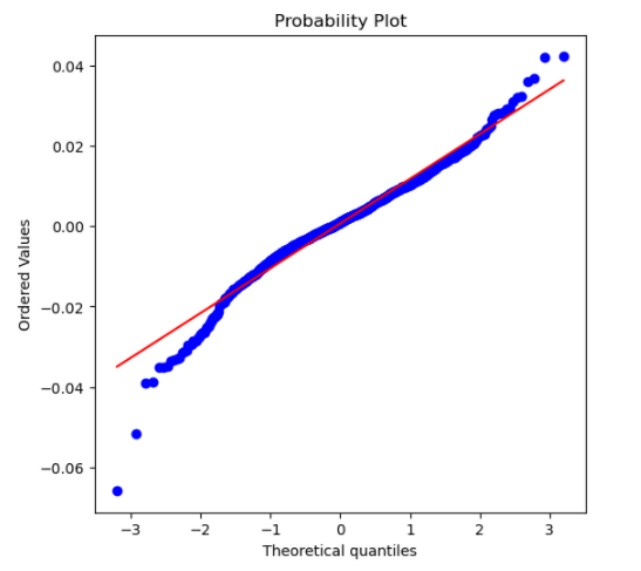 Probability Plot
0.04
0.02
0.00
−0.02
−0.04
−0.06
Ordered Values
−3 −2 −1 0 1 2 3
Theoretical quantiles